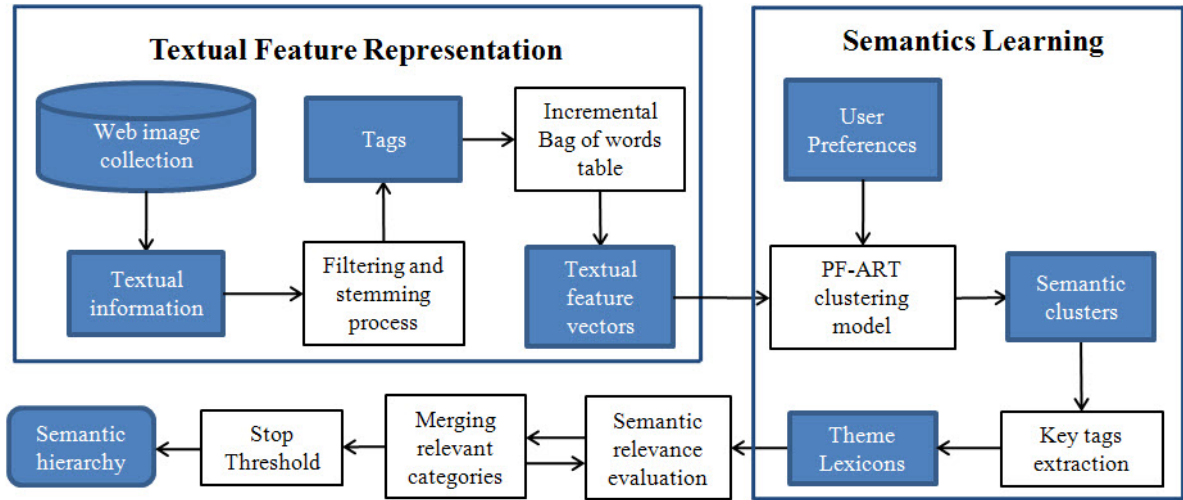 Textual Feature Representation
Web image
collection
Textual
information
Filtering and
stemming
process
Tags
Incremental
Bag of words
table
Textual
feature
vectors
Semantics Learning
User
Preferences
PF-ART
clustering
model
Semantic
clusters
Key tags
extraction
Theme
Lexicons
Semantic
relevance
evaluation
Merging
relevant
categories
Stop
Threshold
Semantic
hierarchy